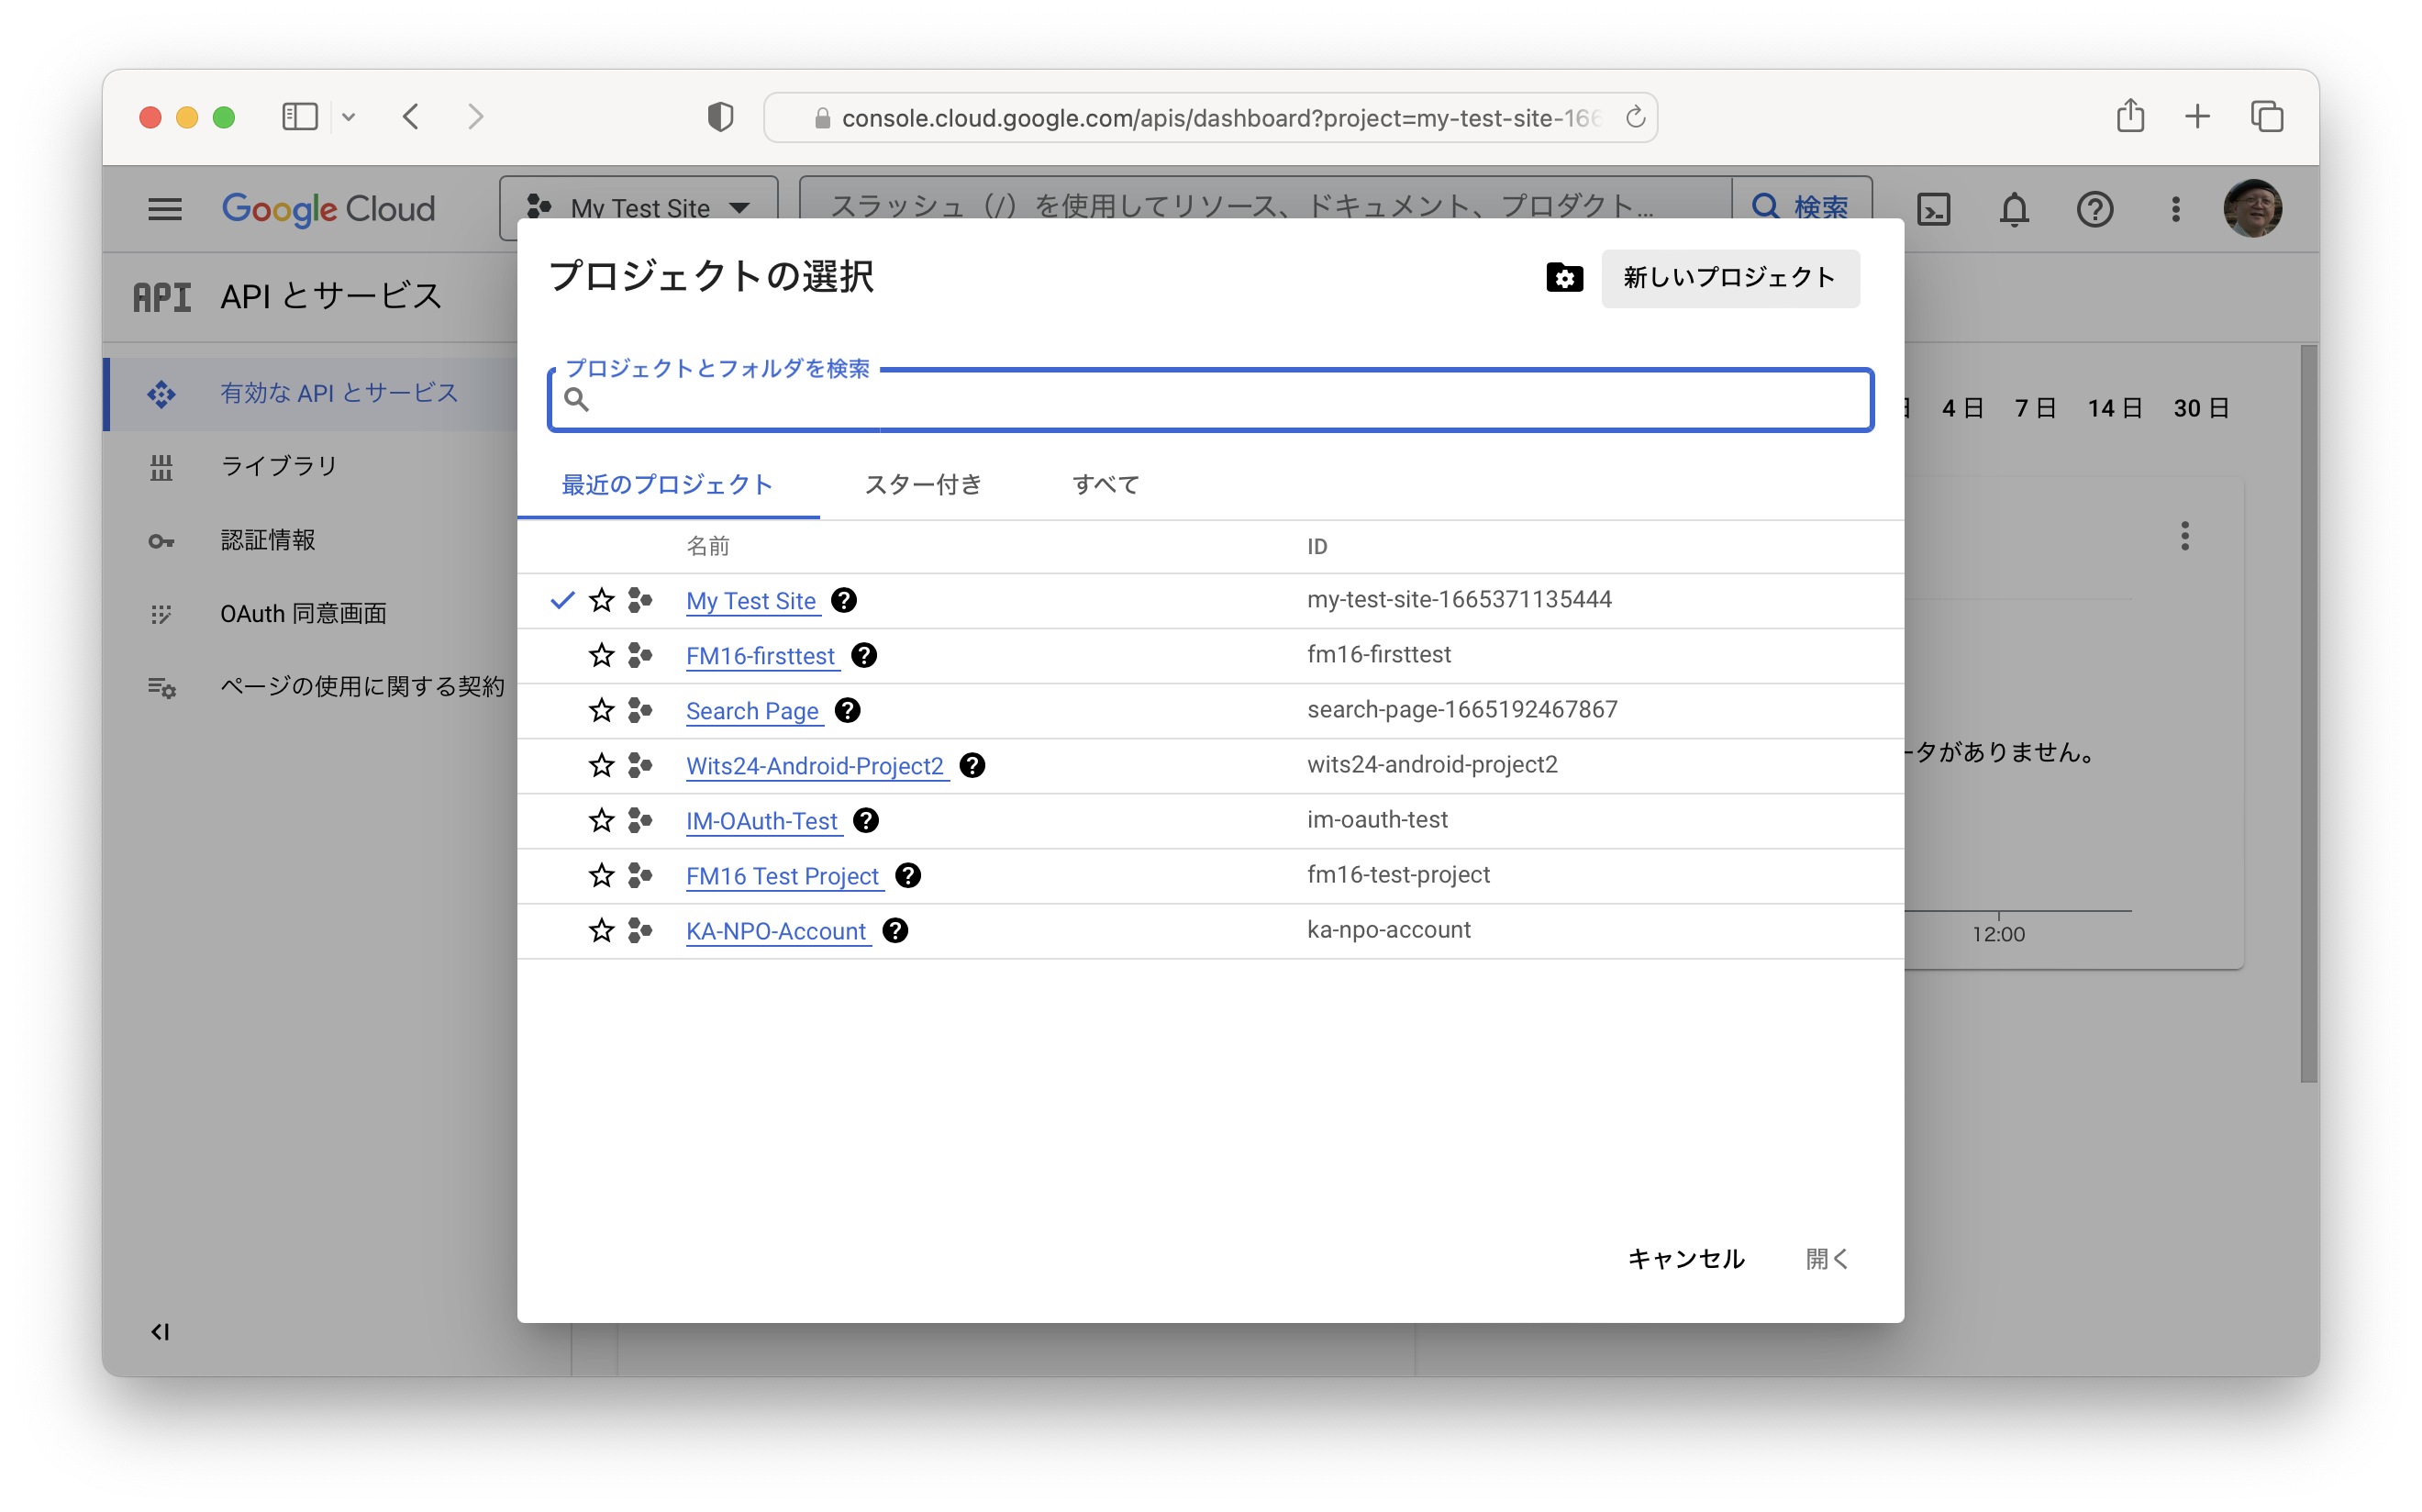 console.cloud.google.com/apis/dashboard?project=my-test-site-166
Google Cloud
My Test Site
スラッシュ（/）を使用してリソース、ドキュメント、プロダクト...
検索
API API とサービス
プロジェクトの選択
新しいプロジェクト
プロジェクトとフォルダを検索
有効な API とサービス
ライブラリ
認証情報
OAuth 同意画面
ページの使用に関する契約
日 4 日 7 日 14 日 30 日
最近のプロジェクト スター付き すべて
名前 ID
My Test Site my-test-site-1665371135444
FM16-firsttest fm16-firsttest
Search Page search-page-1665192467867
Wits24-Android-Project2 wits24-android-project2
IM-OAuth-Test im-oauth-test
FM16 Test Project fm16-test-project
KA-NPO-Account ka-npo-account
ータがありません。
12:00
キャンセル 開く